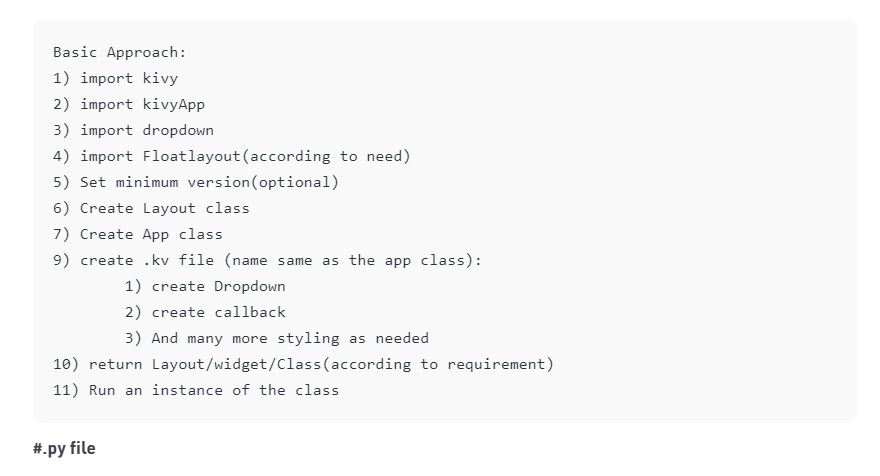 Basic Approach:
1) import kivy
2) import kivyApp
3) import dropdown
4) import Floatlayout(according to need)
5) Set minimum version(optional)
6) Create Layout class
7) Create App class
9) create .kv file (name same as the app class):
1) create Dropdown
2) create callback
3) And many more styling as needed
10) return Layout/widget/Class(according to requirement)
11) Run an instance of the class
#.py file